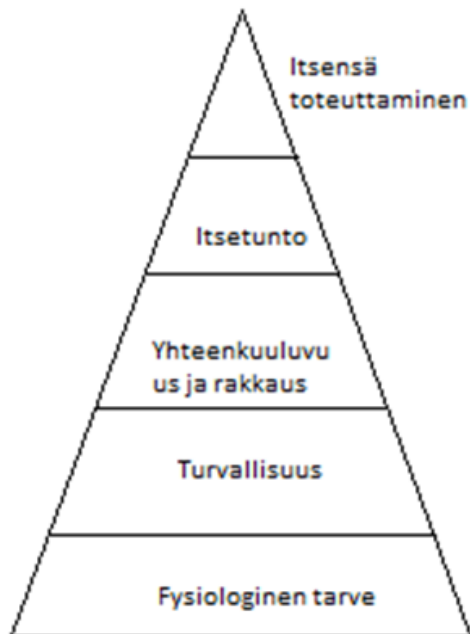 Itsensä
toteuttaminen
Itsetunto
Yhteenkuuluvu
us ja rakkaus
Turvallisuus
Fysiologinen tarve